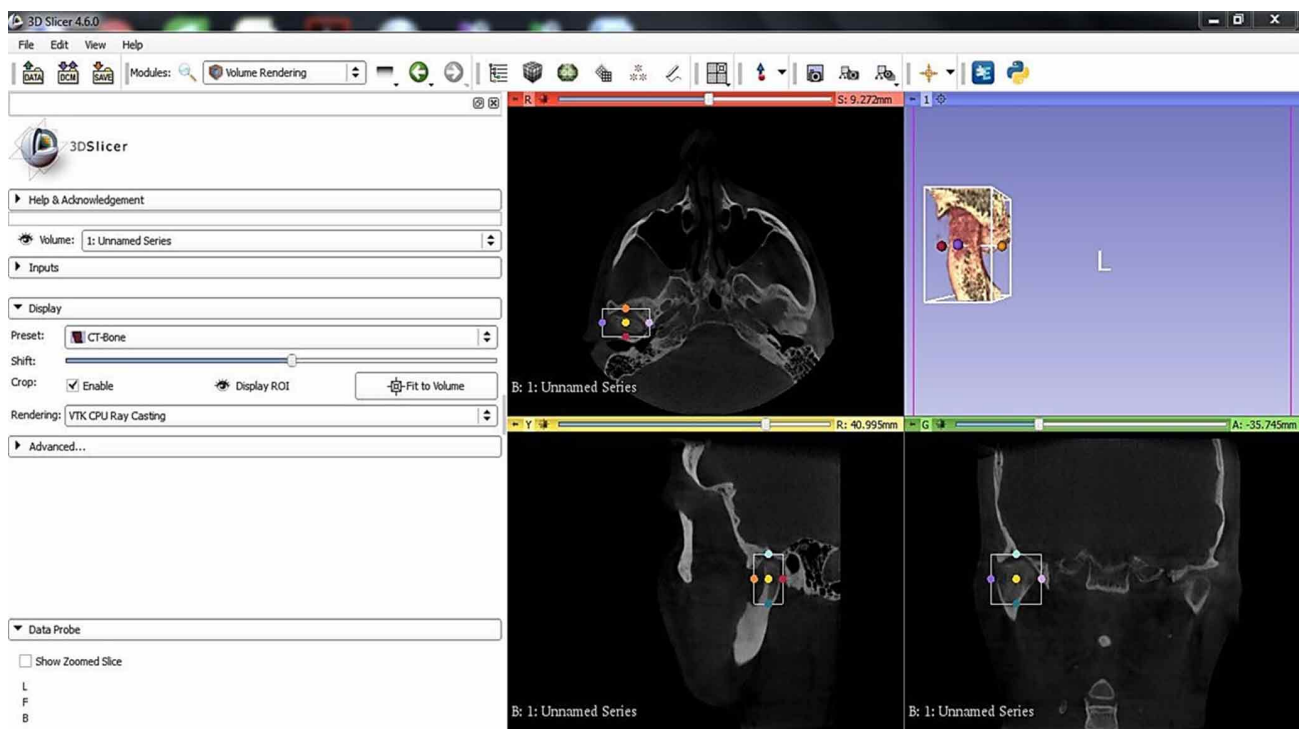 3D Slicer 4.6.0
File Edit View Help
DATA DCM SAVE Modules: Volume Rendering
3DSlicer
Help & Acknowledgement
Volume: 1: Unnamed Series
Inputs
Display
Preset: CT-Bone
Shift:
Crop: Enable Display ROI Fit to Volume
Rendering: VTK CPU Ray Casting
Advanced...
Data Probe
Show Zoomed Slice
L
F
B
R S: 9.272mm
B: 1: Unnamed Series
1
L
Y R: 40.995mm
B: 1: Unnamed Series
G A: -35.745mm
B: 1: Unnamed Series